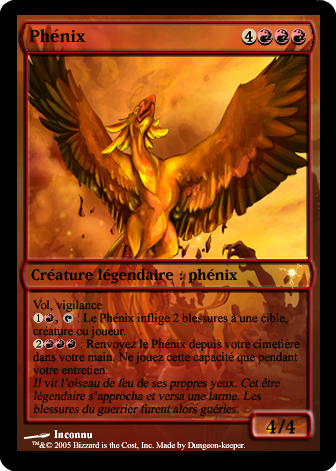 Phénix 4
Créature légendaire : phénix
Vol, vigilance
1 , : Le Phénix inflige 2 blessures à une cible,
créature ou joueur.
2 : Renvoyez le Phénix depuis votre cimetière
dans votre main. Ne jouez cette capacité que pendant
votre entretien.
Il vit l'oiseau de feu de ses propres yeux. Cet être
légendaire s'approcha et versa une larme. Les
blessures du guerrier furent alors guéries.
4/4
Inconnu
™&© 2005 Bizzard is the Cost, Inc. Made by Dungeon-keeper.